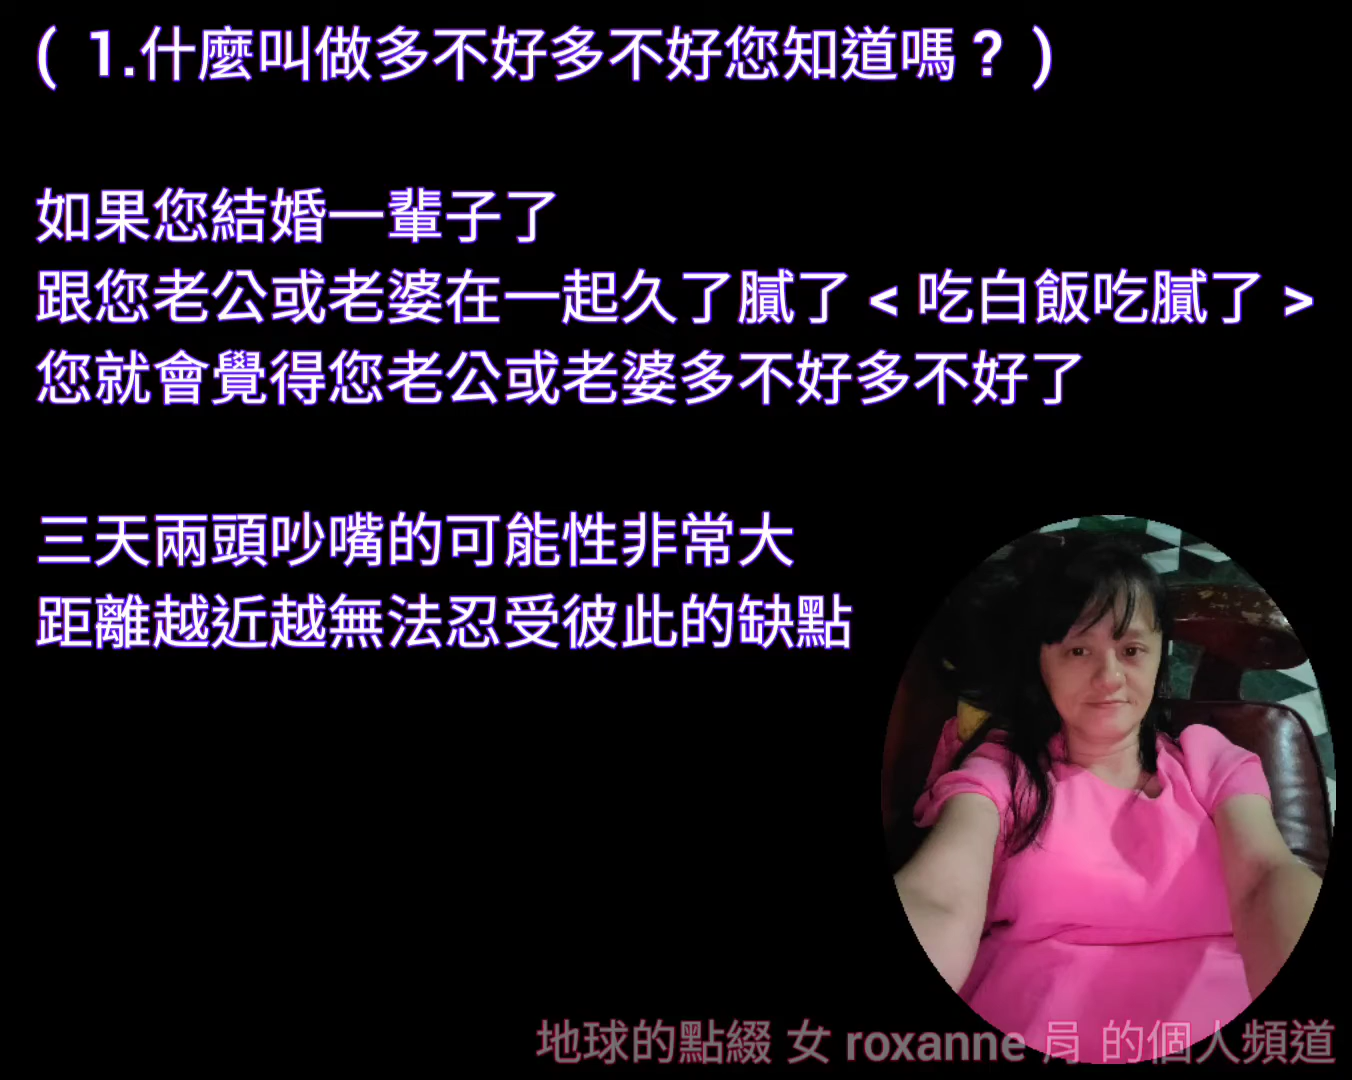 ( 1.什麼叫做多不好多不好您知道嗎？ )
如果您結婚一輩子了
跟您老公或老婆在一起久了膩了 < 吃白飯吃膩了 >
您就會覺得您老公或老婆多不好多不好了
三天兩頭吵嘴的可能性非常大
距離越近越無法忍受彼此的缺點
地球的點綴 女 roxanne 肙 的個人頻道